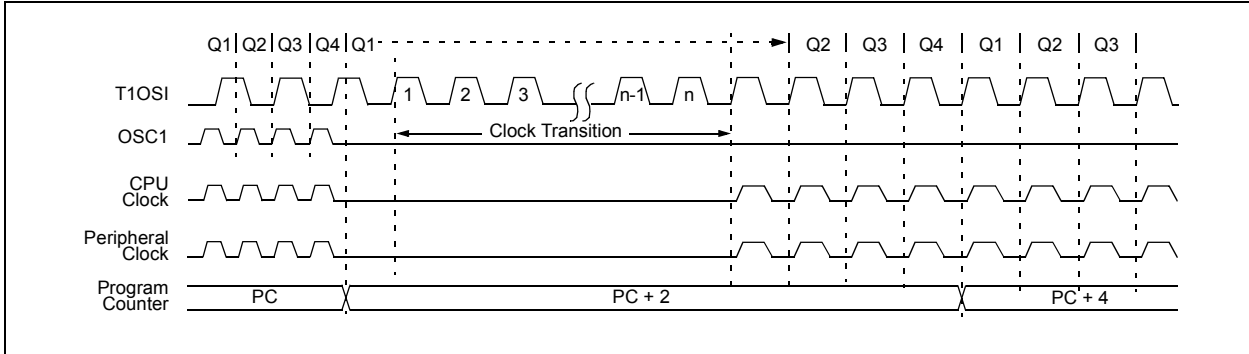 Q1 Q2 Q3 Q4 Q1 Q2 Q3 Q4 Q1 Q2 Q3
T1OSI
1 2 3 n-1 n
Clock Transition
OSC1
CPU
Clock
Peripheral
Clock
Program
Counter
PC PC + 2 PC + 4